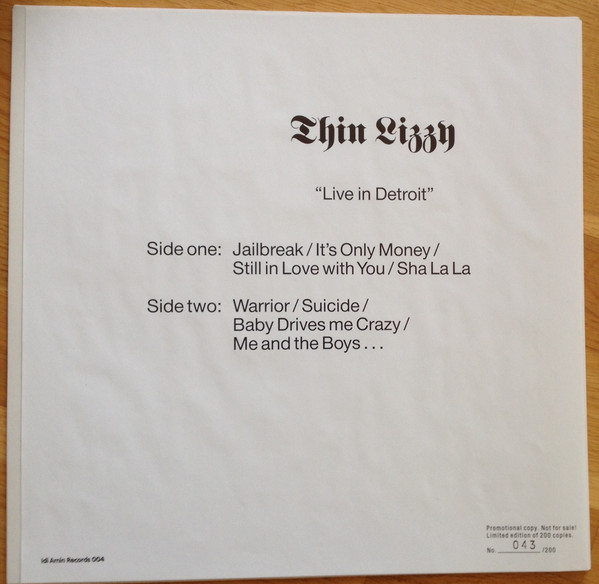 Thin Lizzy
“Live in Detroit”
Side one: Jailbreak / It's Only Money /
Still in Love with You / Sha La La
Side two: Warrior / Suicide /
Baby Drives me Crazy /
Me and the Boys . . .
Promotional copy. Not for sale!
Limited edition of 200 copies.
No. 043 /200
Idi Amin Records 004